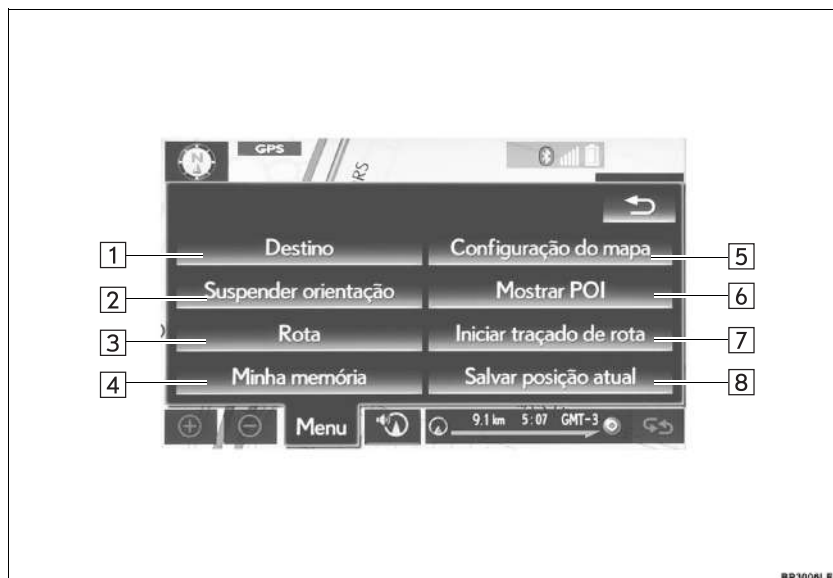 GPS
RS
1 Destino
Configuração do mapa 5
2 Suspender orientação
Mostrar POI 6
3 Rota
Iniciar traçado de rota 7
4 Minha memória
Salvar posição atual 8
Menu 9.1 km 5:07 GMT-3